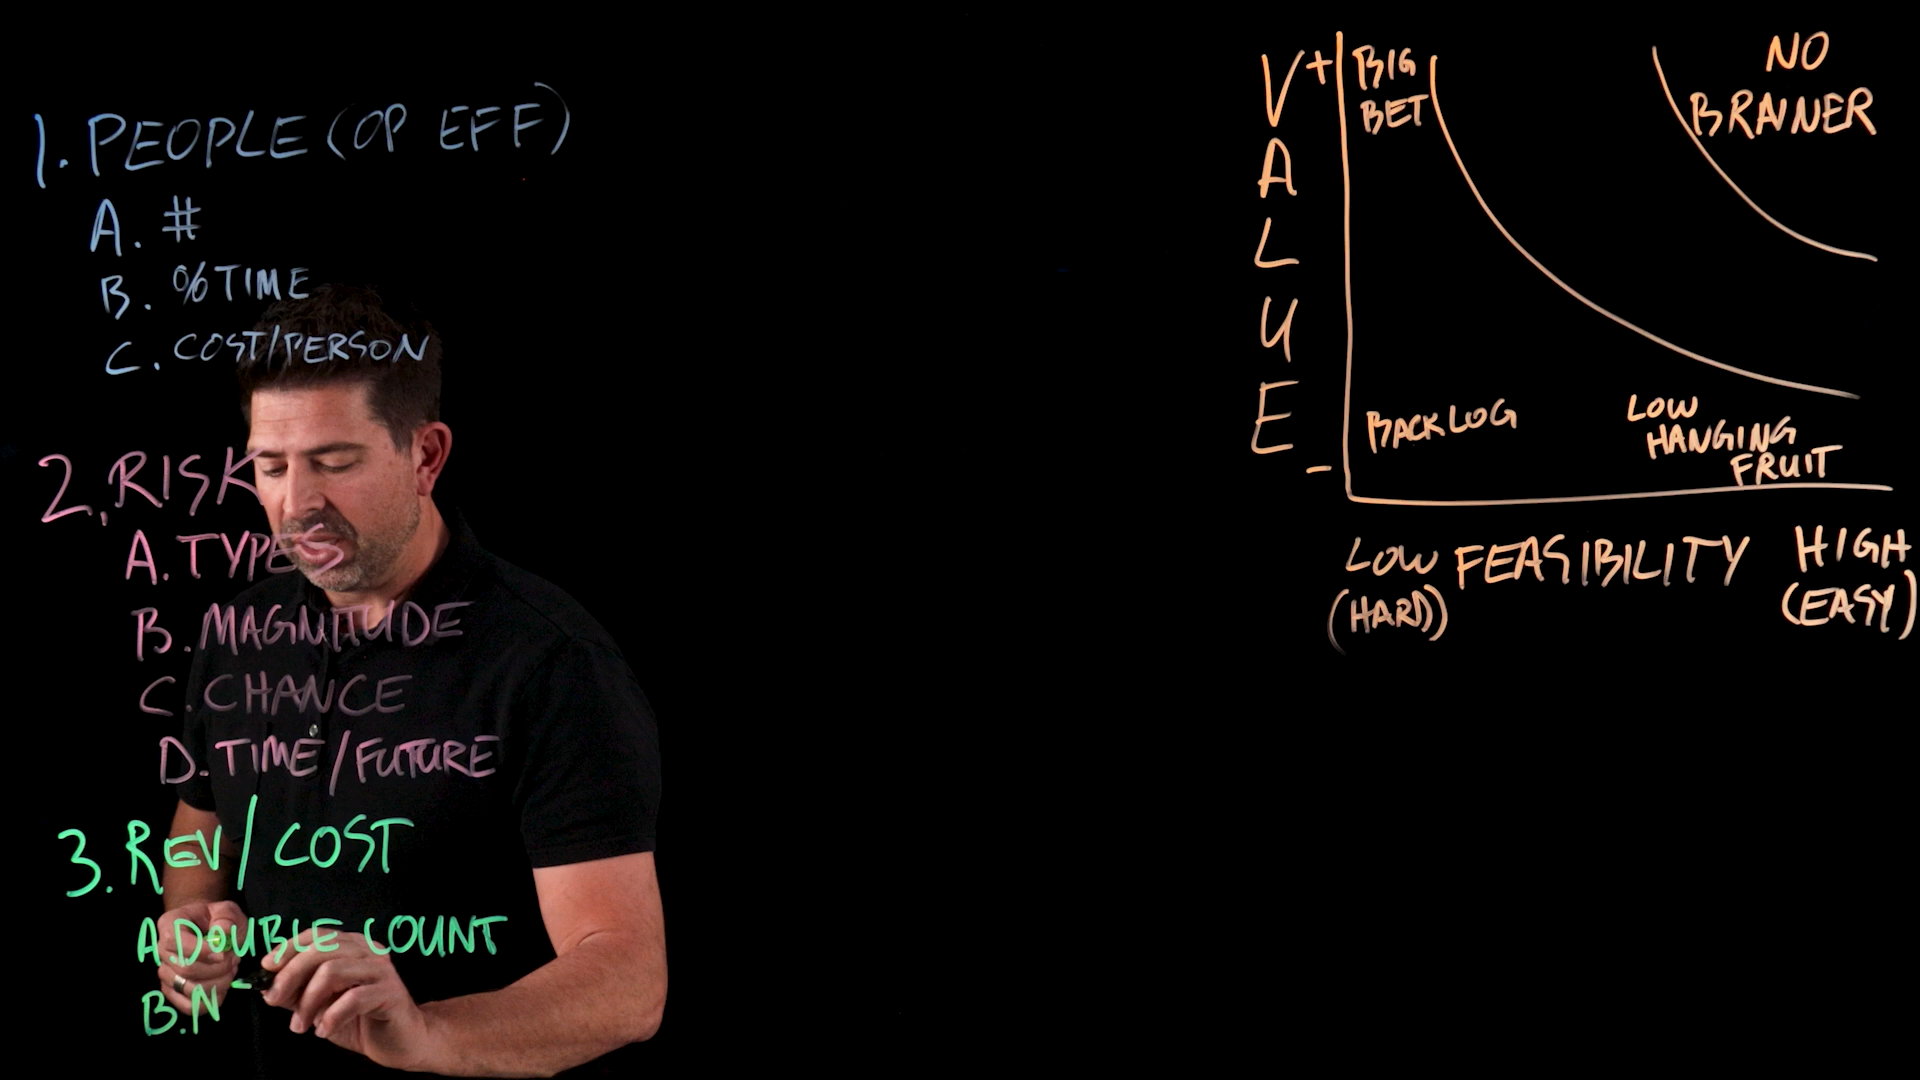 1. PEOPLE (OP EFF)
A. #
B. % TIME
C. COST/PERSON
2. RISK
A. TYPES
B. MAGNITUDE
C. CHANCE
D. TIME/FUTURE
3. REV/COST
A. DOUBLE COUNT
B. N
VALUE
+
-
BIG
BET
NO
BRAINER
BACKLOG
LOW
HANGING
FRUIT
LOW FEASIBILITY HIGH
(HARD) (EASY)